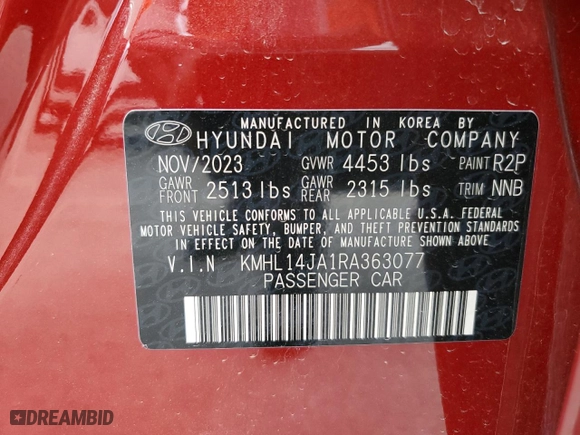 MANUFACTURED IN KOREA BY
HYUNDAI MOTOR COMPANY
NOV/2023 GVWR 4453 lbs PAINT R2P
GAWR FRONT 2513 lbs GAWR REAR 2315 lbs TRIM NNB
THIS VEHICLE CONFORMS TO ALL APPLICABLE U.S.A. FEDERAL
MOTOR VEHICLE SAFETY, BUMPER, AND THEFT PREVENTION STANDARDS
IN EFFECT ON THE DATE OF MANUFACTURE SHOWN ABOVE.
V.I.N KMHL14JA1RA363077
PASSENGER CAR
DREAMBID